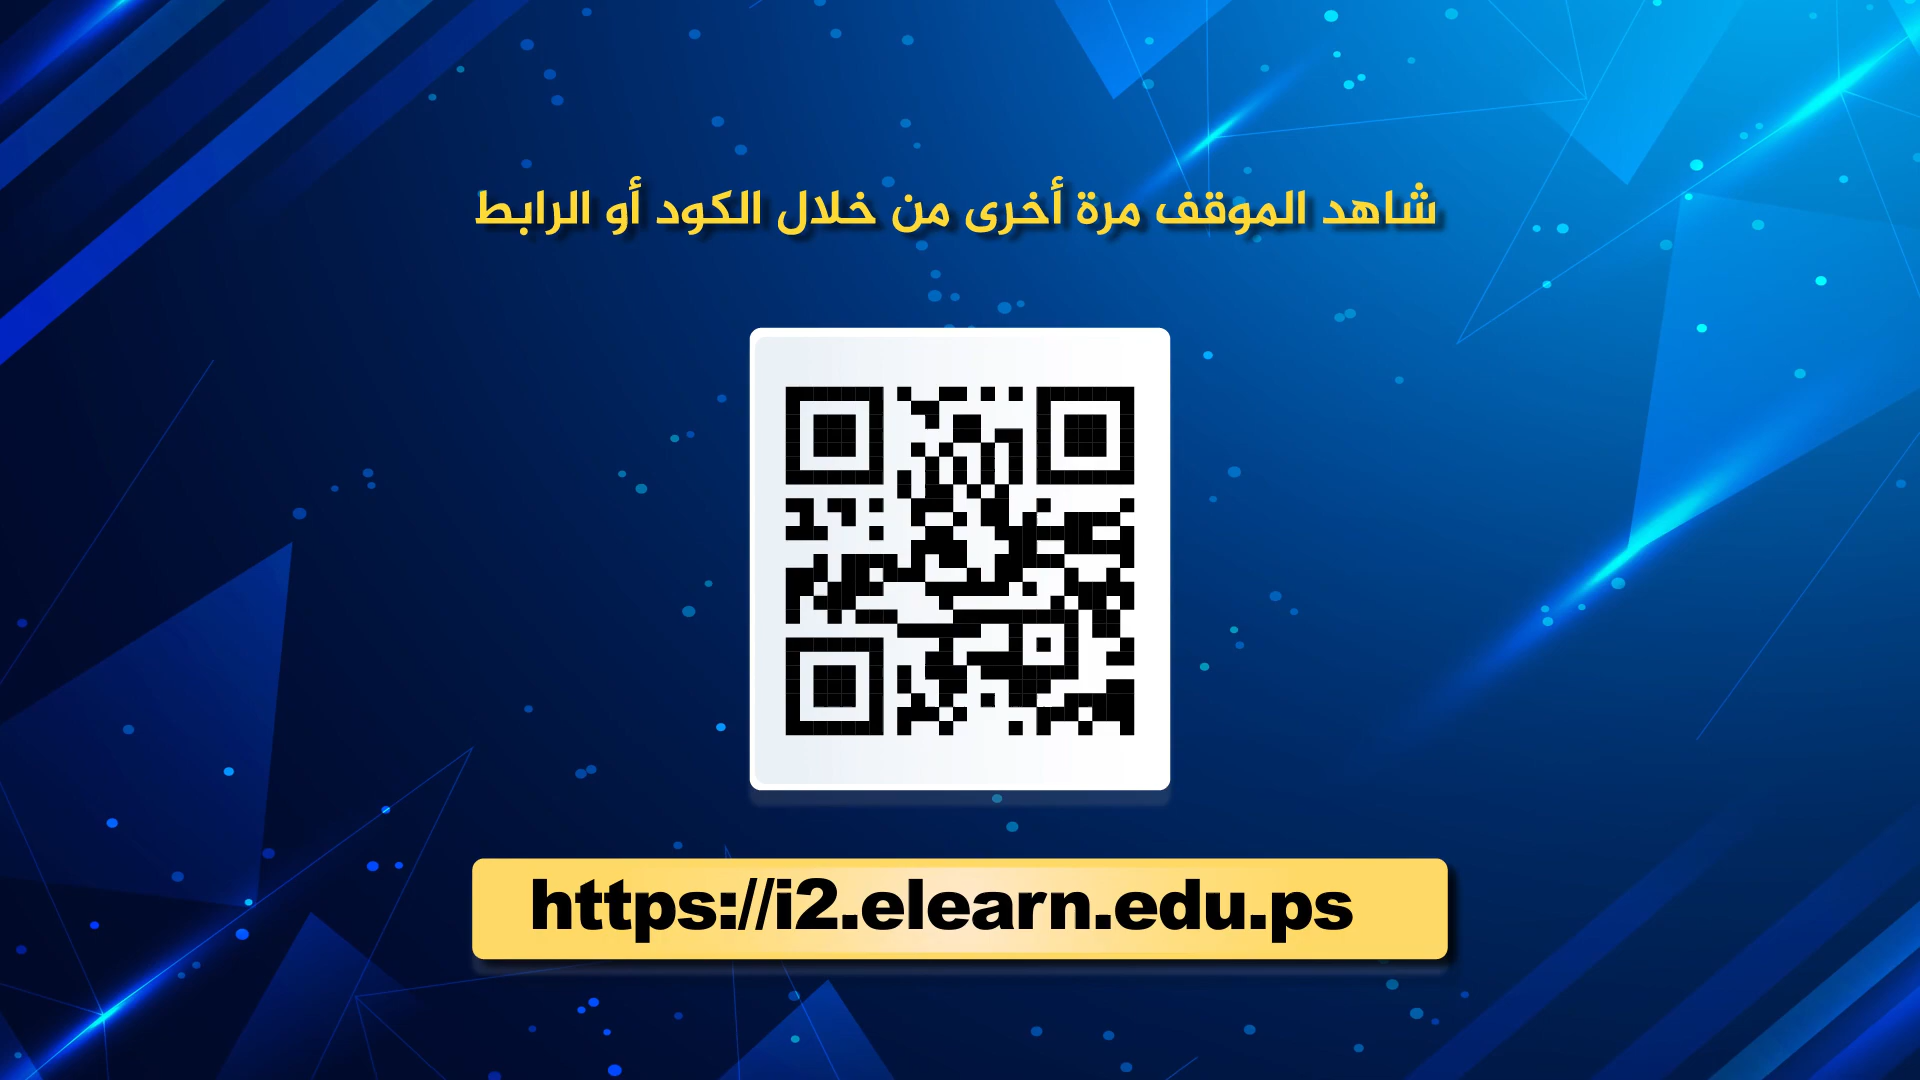 شاهد الموقف مرة أخرى من خلال الكود أو الرابط
https://i2.elearn.edu.ps